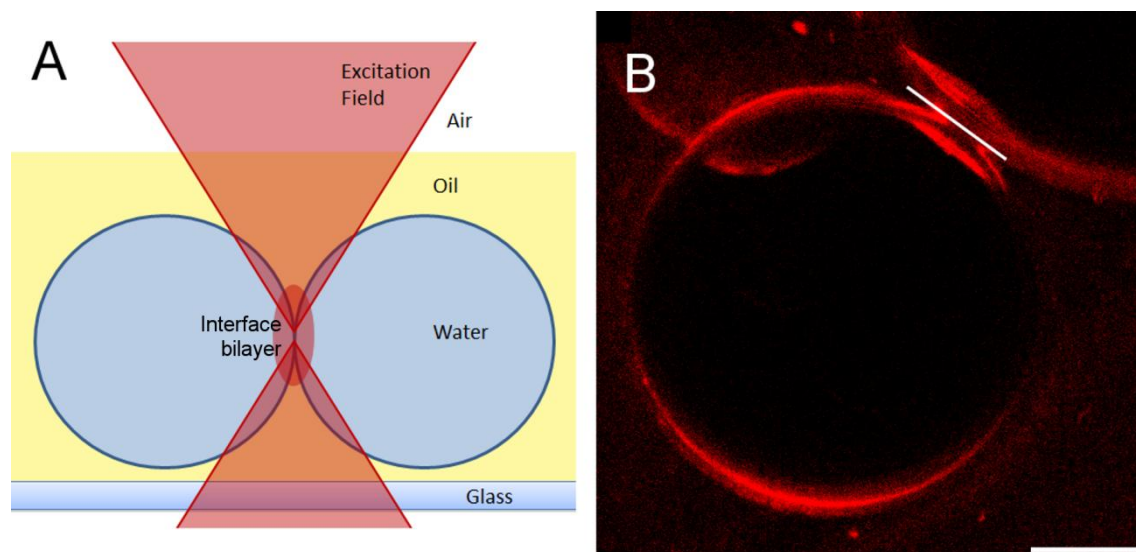 A
Excitation
Field
Air
Oil
Interface
bilayer
Water
Glass
B